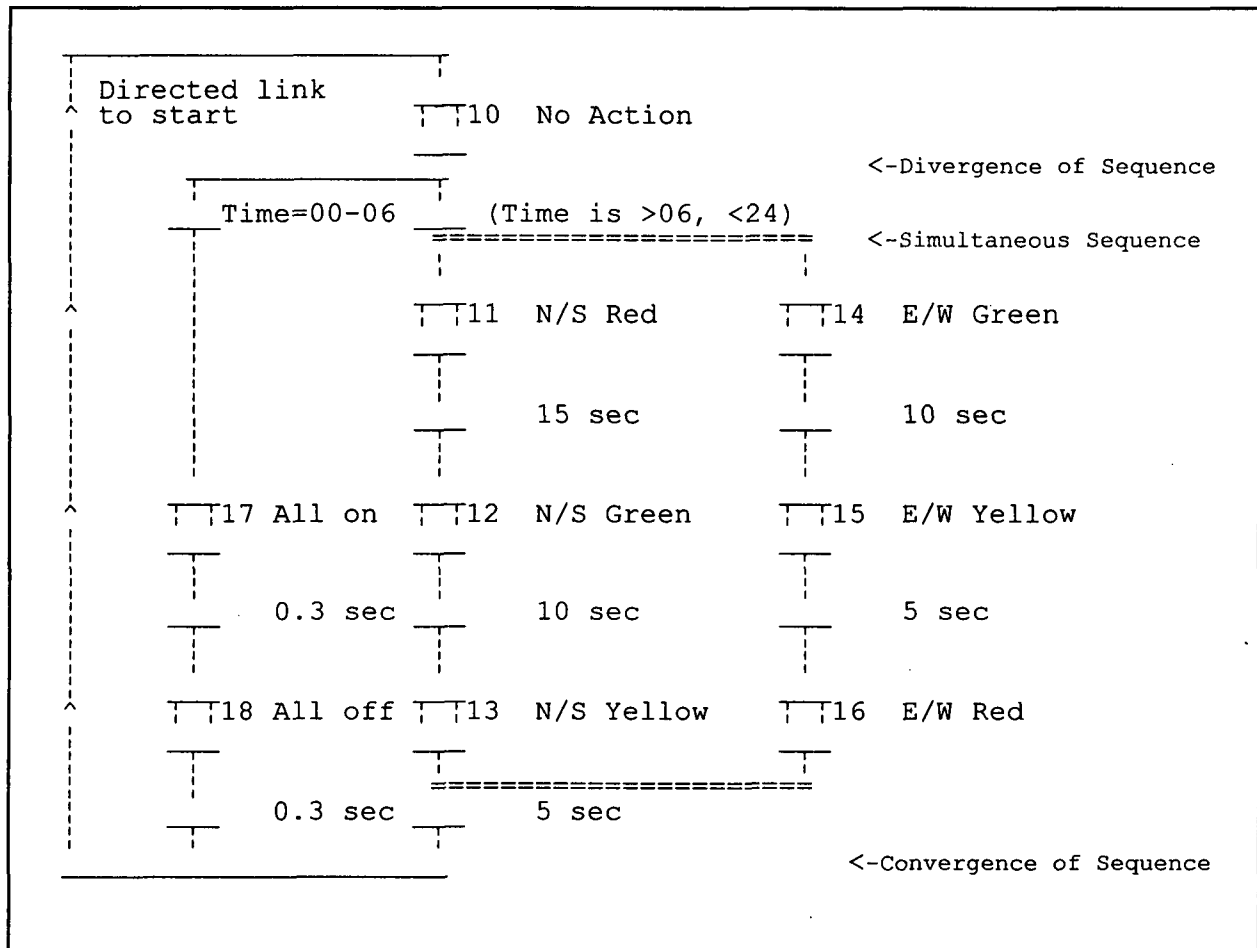 Directed link
to start
10 No Action
<-Divergence of Sequence
Time=00-06 (Time is >06, <24)
<-Simultaneous Sequence
11 N/S Red 14 E/W Green
15 sec 10 sec
17 All on 12 N/S Green 15 E/W Yellow
0.3 sec 10 sec 5 sec
18 All off 13 N/S Yellow 16 E/W Red
0.3 sec 5 sec
<-Convergence of Sequence